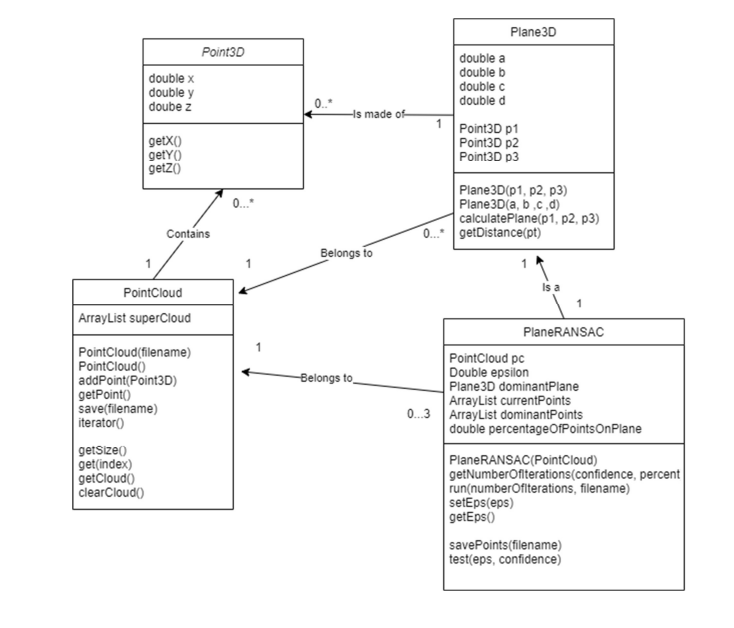 Point3D
double x
double y
doube z
getX()
getY()
getZ()
Plane3D
double a
double b
double c
double d
Point3D p1
Point3D p2
Point3D p3
Plane3D(p1, p2, p3)
Plane3D(a, b ,c ,d)
calculatePlane(p1, p2, p3)
getDistance(pt)
0..*
Is made of
1
0...*
Contains
1
1
Belongs to
0...*
1
Is a
1
PointCloud
ArrayList superCloud
PointCloud(filename)
PointCloud()
addPoint(Point3D)
getPoint()
save(filename)
iterator()
getSize()
get(index)
getCloud()
clearCloud()
1
Belongs to
0...3
PlaneRANSAC
PointCloud pc
Double epsilon
Plane3D dominantPlane
ArrayList currentPoints
ArrayList dominantPoints
double percentageOfPointsOnPlane
PlaneRANSAC(PointCloud)
getNumberOfIterations(confidence, percent
run(numberOfIterations, filename)
setEps(eps)
getEps()
savePoints(filename)
test(eps, confidence)